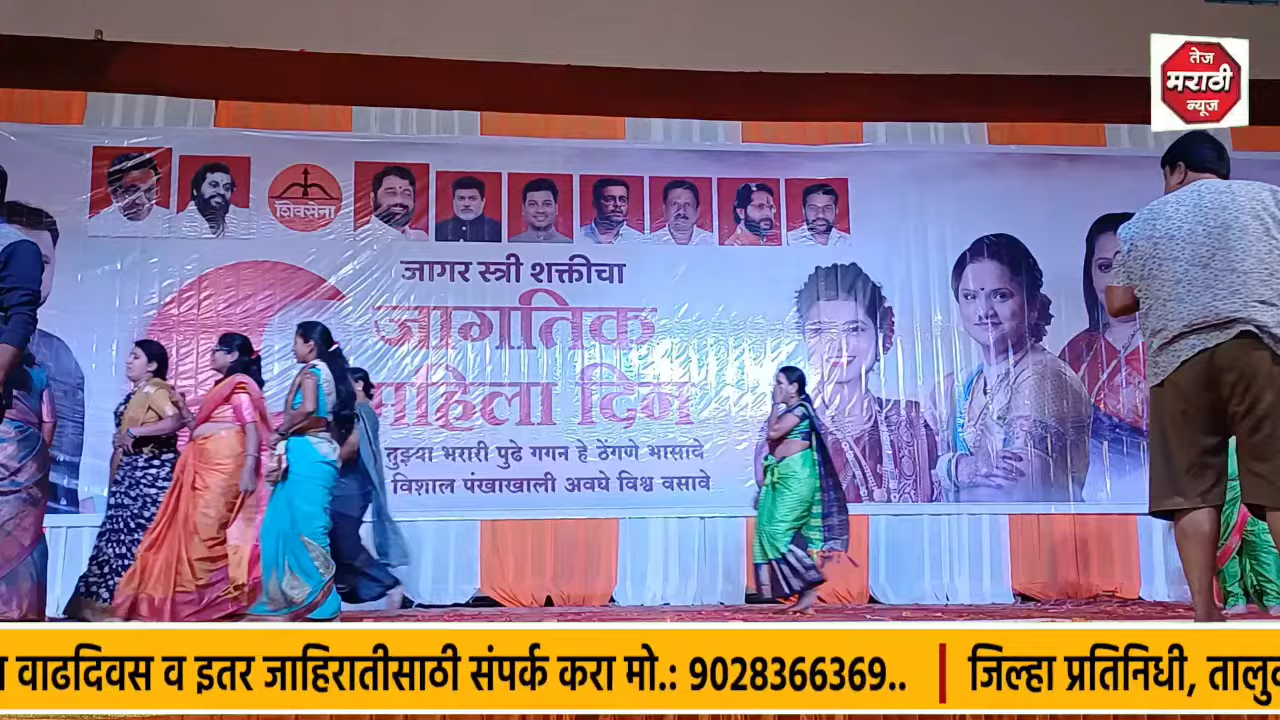 तेज
मराठी
न्यूज
शिवसेना
जागर स्त्री शक्तीचा
जागतिक
महिला दिन
तुझ्या भरारी पुढे गगन हे ठेंगणे भासावे
विशाल पंखाखाली अवघे विश्व वसावे
वाढदिवस व इतर जाहिरातीसाठी संपर्क करा मो.: 9028366369.. | जिल्हा प्रतिनिधी,